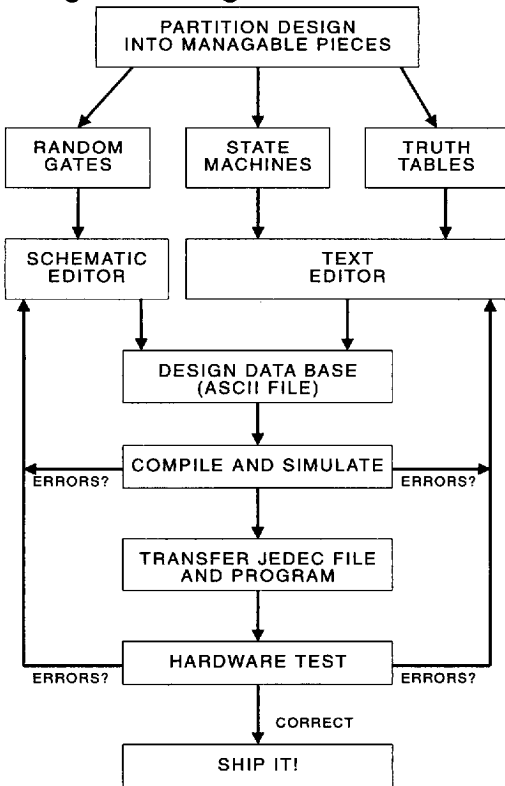 PARTITION DESIGN
INTO MANAGABLE PIECES
RANDOM
GATES
STATE
MACHINES
TRUTH
TABLES
SCHEMATIC
EDITOR
TEXT
EDITOR
DESIGN DATA BASE
(ASCII FILE)
COMPILE AND SIMULATE
ERRORS?
ERRORS?
TRANSFER JEDEC FILE
AND PROGRAM
HARDWARE TEST
ERRORS?
ERRORS?
CORRECT
SHIP IT!